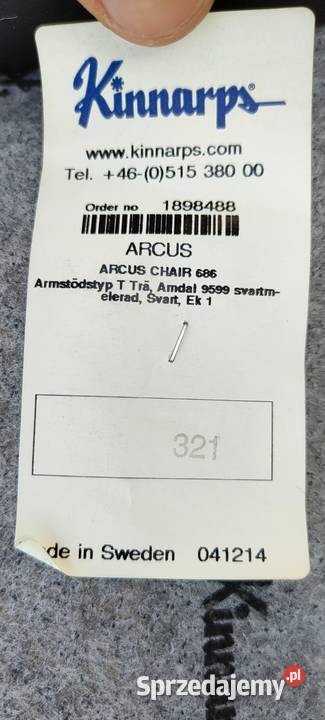 Kinnarps
www.kinnarps.com
Tel. +46-(0)515 380 00
Order no 1898488
ARCUS
ARCUS CHAIR 686
Armstödstyp T Trä, Amdal 9599 svartm-
elerad, Svart, Ek 1
321
de in Sweden 041214
Kinnar
Sprzedajemy.pl